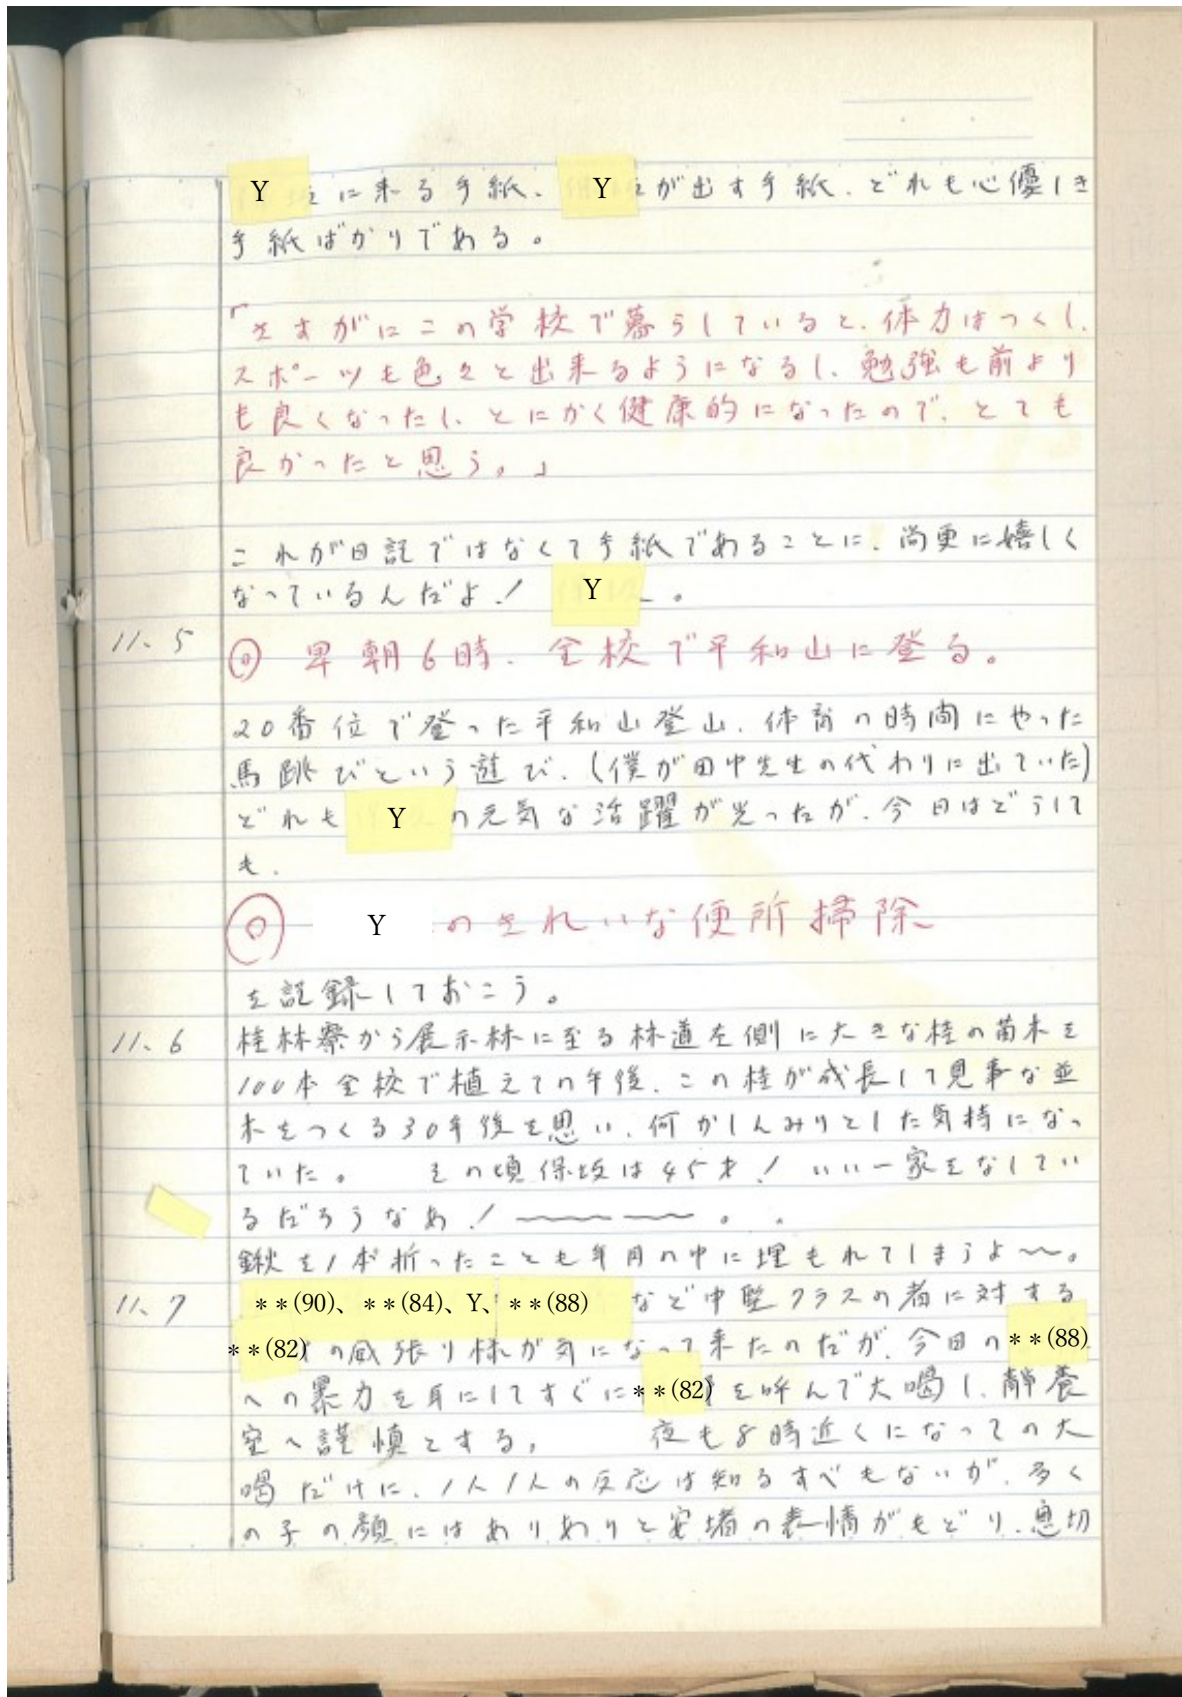 Yに来る手紙、Yが出す手紙、どれも心優しき
手紙ばかりである。
「さすがにこの学校で暮らしていると、体力はつくし、
スポーツも色々と出来るようになるし、勉強も前より
も良くなったし、とにかく健康的になったので、とても
良かったと思う。」
これが日記ではなくて手紙であることに、尚更に嬉しく
なっているんだよ! Y。
11、5
◎ 早朝6時、全校で平和山に登る。
20番位で登った平和山登山、体育の時間にやった
馬跳びという遊び、(僕が田中先生の代わりに出ていた)
どれもYの元気な活躍が光ったが、今日はどうして
も、
◎ Yのきれいな便所掃除
を記録しておこう。
11、6 桂林寮から展示林に至る林道左側に大きな桂の苗木を
100本全校で植えての午後、この桂が成長して見事な並
木をつくる30年後を思い、何かしんみりとした気持になっ
ていた。 その頃保坂は45才! いい一家をなしてい
るだろうなあ!〜〜〜〜。。
鍬を1本折ったことも年月の中に埋もれてしまうよ〜。
11、7 **(90)、**(84)、Y、**(88)など中堅クラスの者に対する
**(82)の威張り様が気になって来たのだが、今日の**(88)
への暴力を耳にしてすぐに**(82)を呼んで大喝し、静養
室へ謹慎とする。 夜も8時近くになっての大
喝だけに、1人1人の反応は知るすべもないが、多く
の子の顔にはありありと安堵の表情がもどり、息切